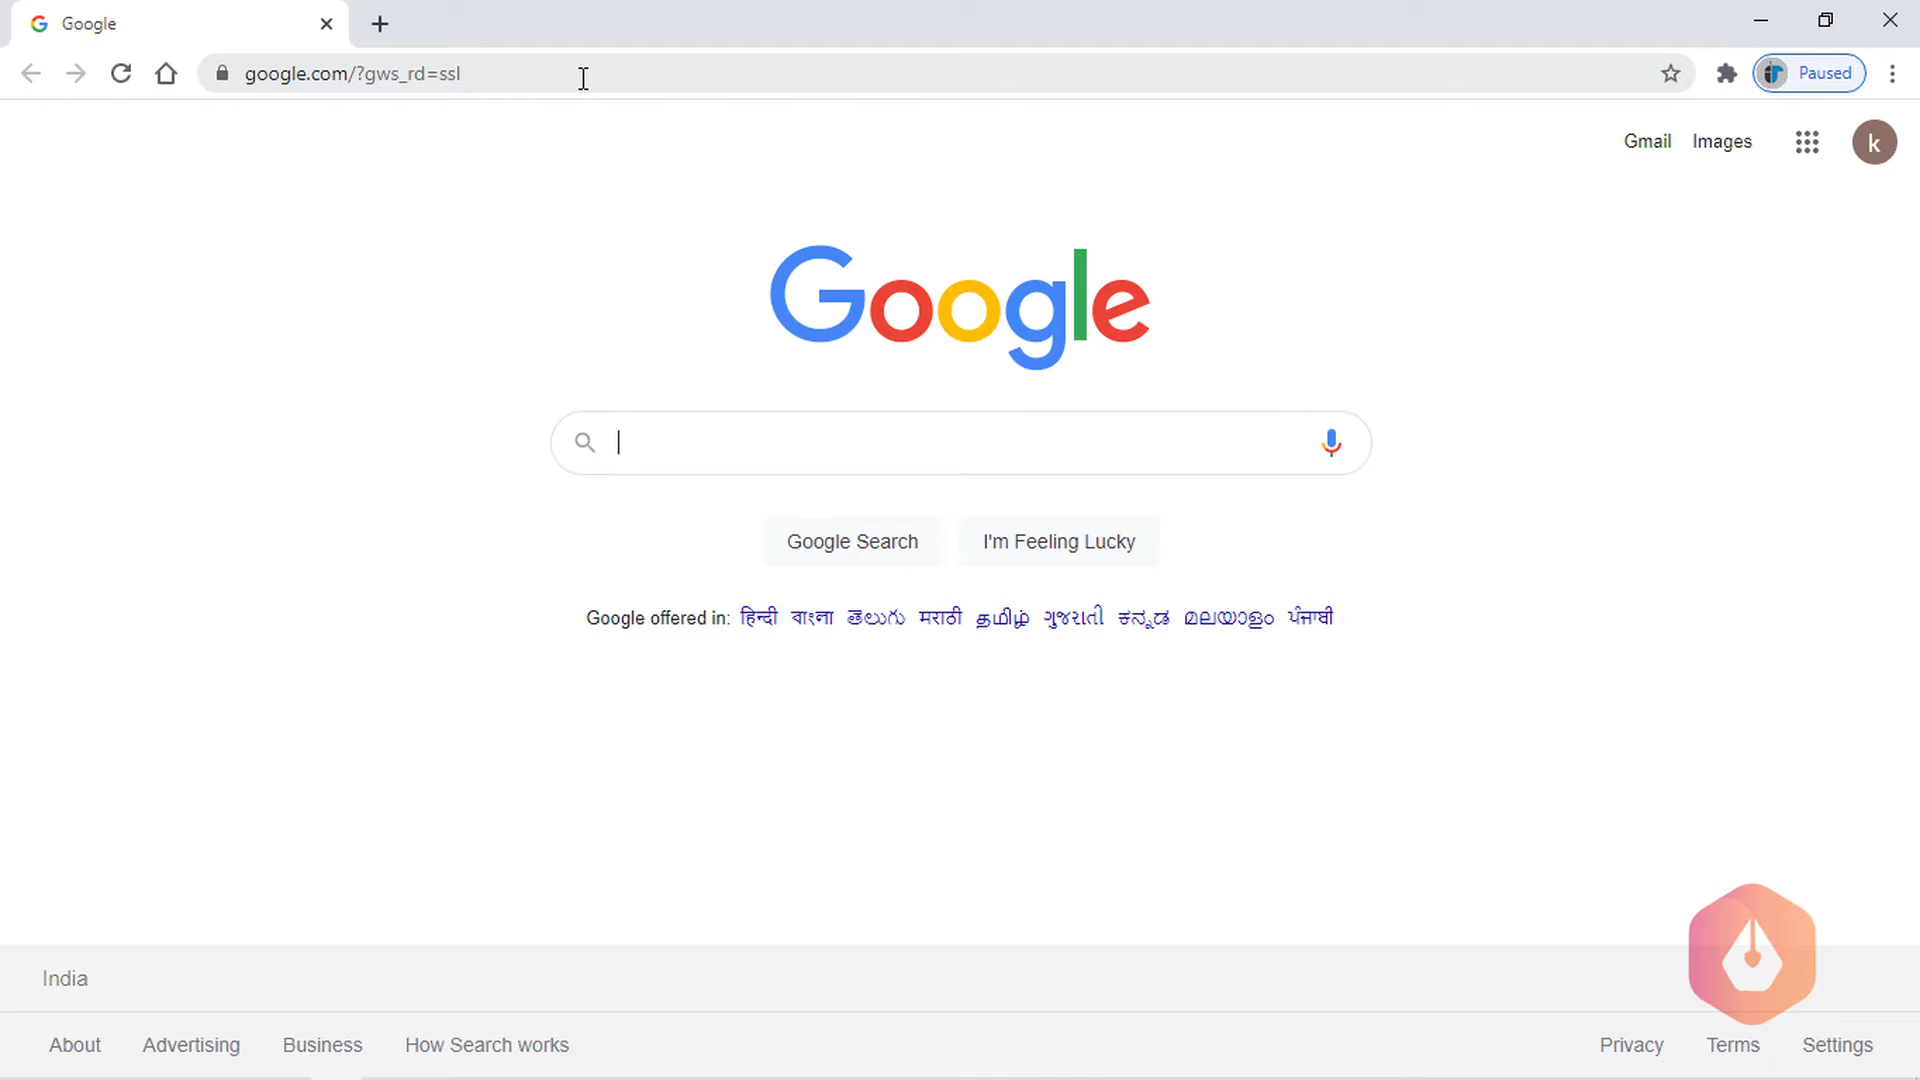 Google
google.com/?gws_rd=ssl
Paused
Gmail Images
k
Google
Google Search I'm Feeling Lucky
Google offered in: हिन्दी বাংলা తెలుగు मराठी தமிழ் ગુજરાતી ಕನ್ನಡ മലയാളം ਪੰਜਾਬੀ
India
About Advertising Business How Search works Privacy Terms Settings